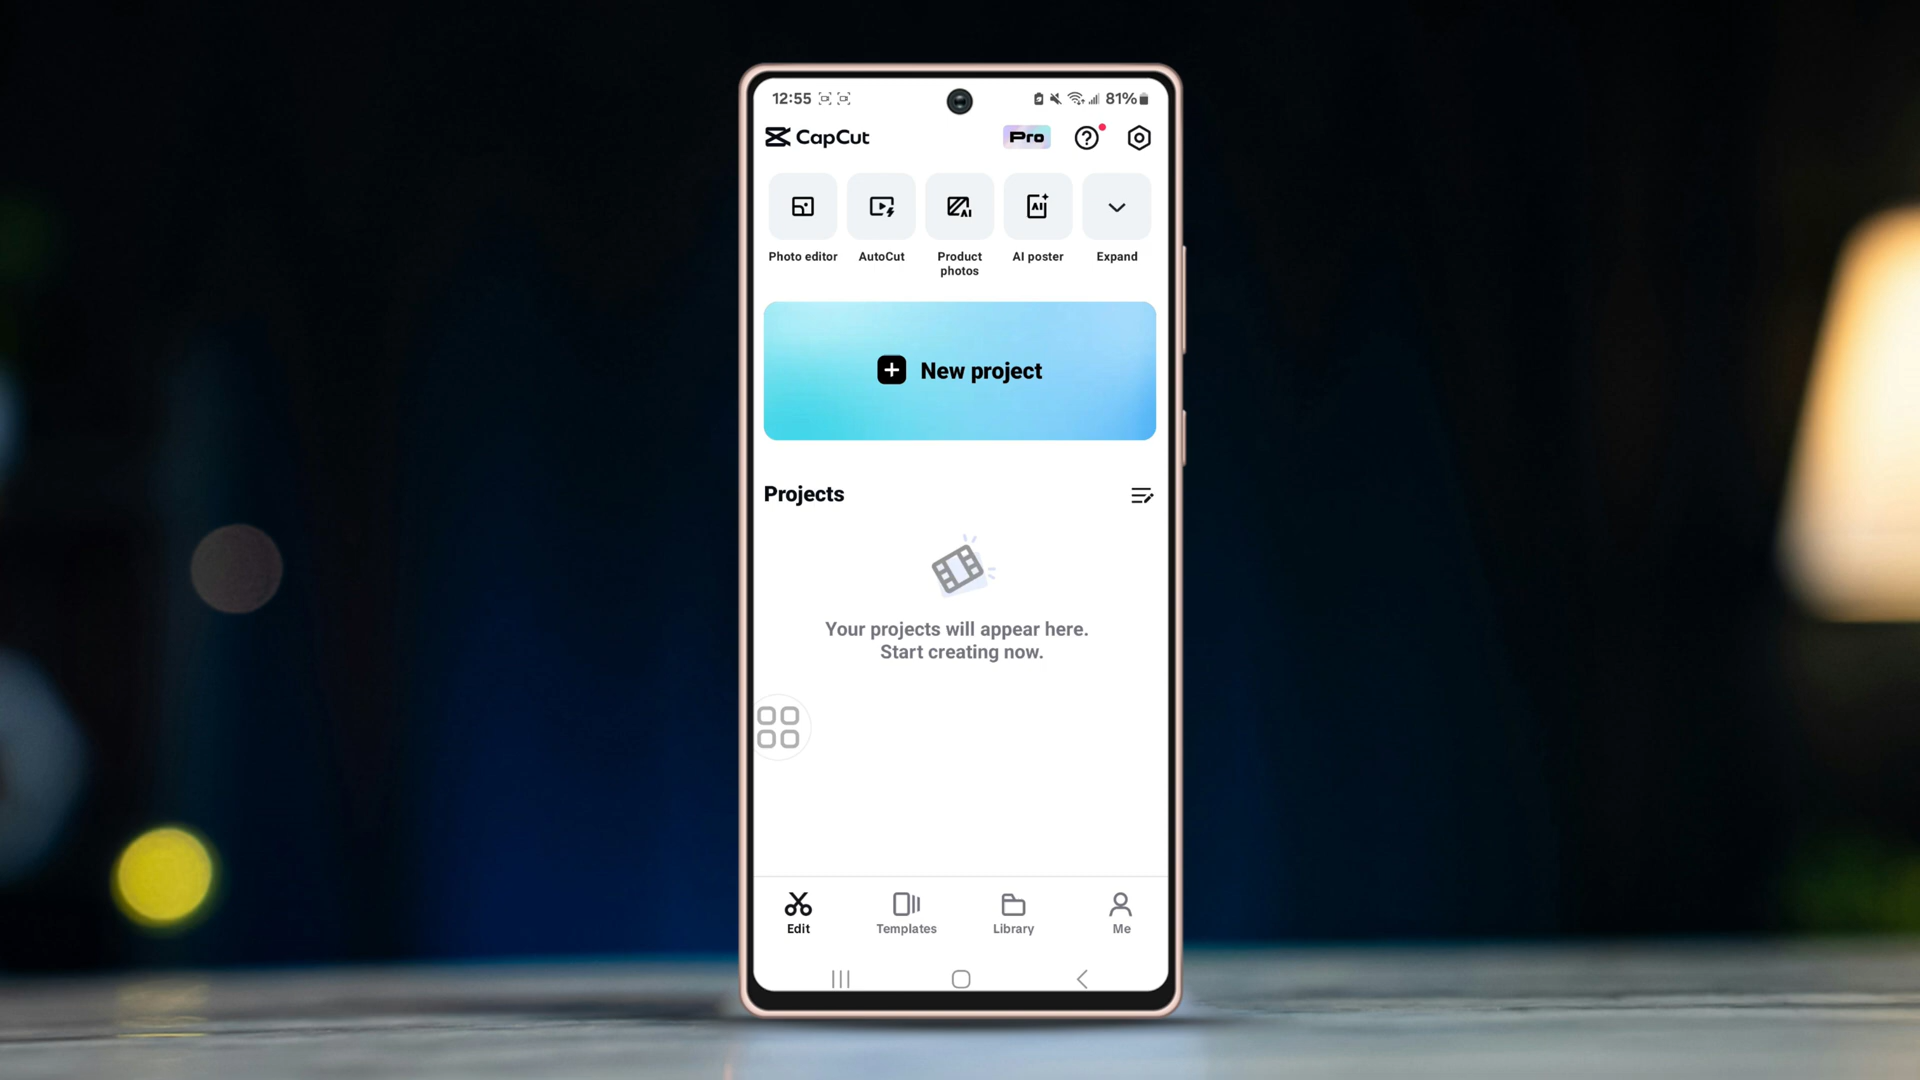 12:55 81%
CapCut Pro
Photo editor AutoCut Product photos AI poster Expand
New project
Projects
Your projects will appear here.
Start creating now.
Edit Templates Library Me